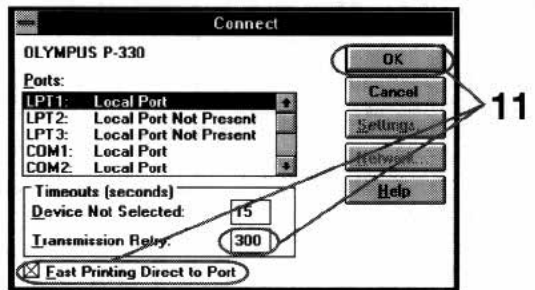 Connect
OLYMPUS P-330
Ports:
LPT1: Local Port
LPT2: Local Port Not Present
LPT3: Local Port Not Present
COM1: Local Port
COM2: Local Port
Timeouts (seconds)
Device Not Selected: 15
Transmission Retry: 300
Fast Printing Direct to Port
OK
Cancel
Settings...
Network...
Help
11